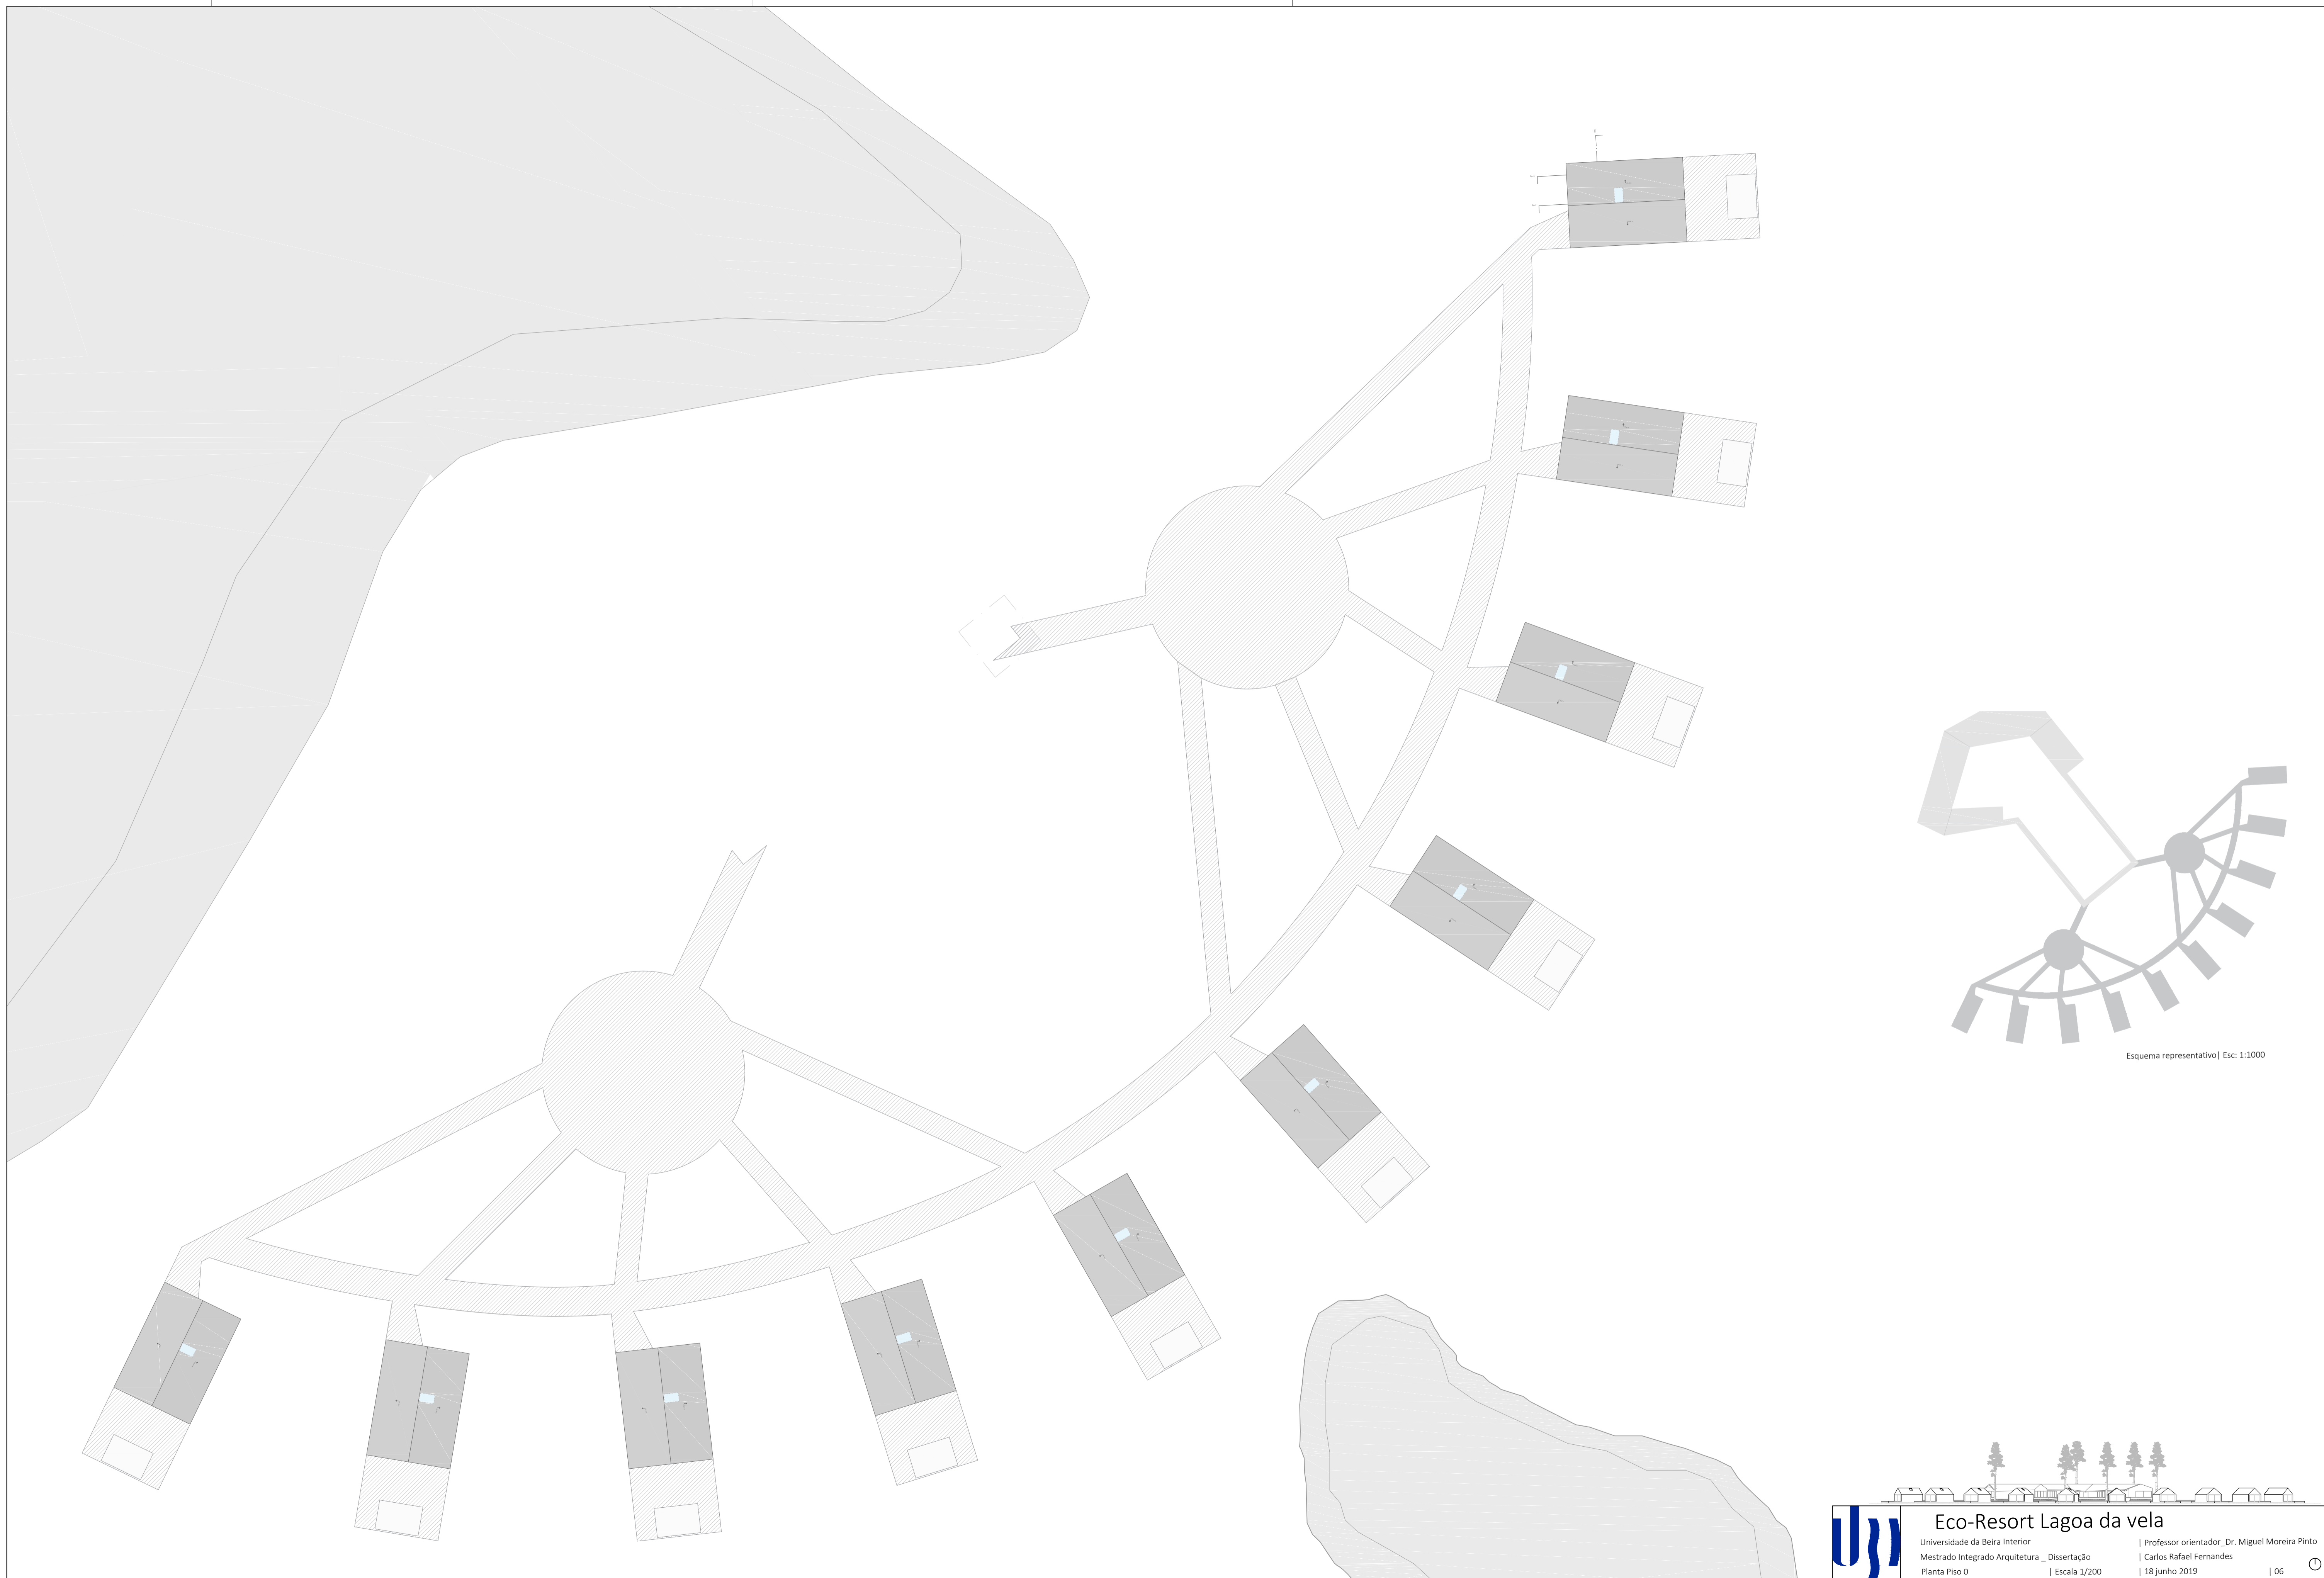 Esquema representativo| Esc: 1:1000
Eco-Resort Lagoa da vela
Universidade da Beira Interior | Professor orientador_Dr. Miguel Moreira Pinto
Mestrado Integrado Arquitetura _ Dissertação | Carlos Rafael Fernandes
Planta Piso 0 | Escala 1/200 | 18 junho 2019 | 06